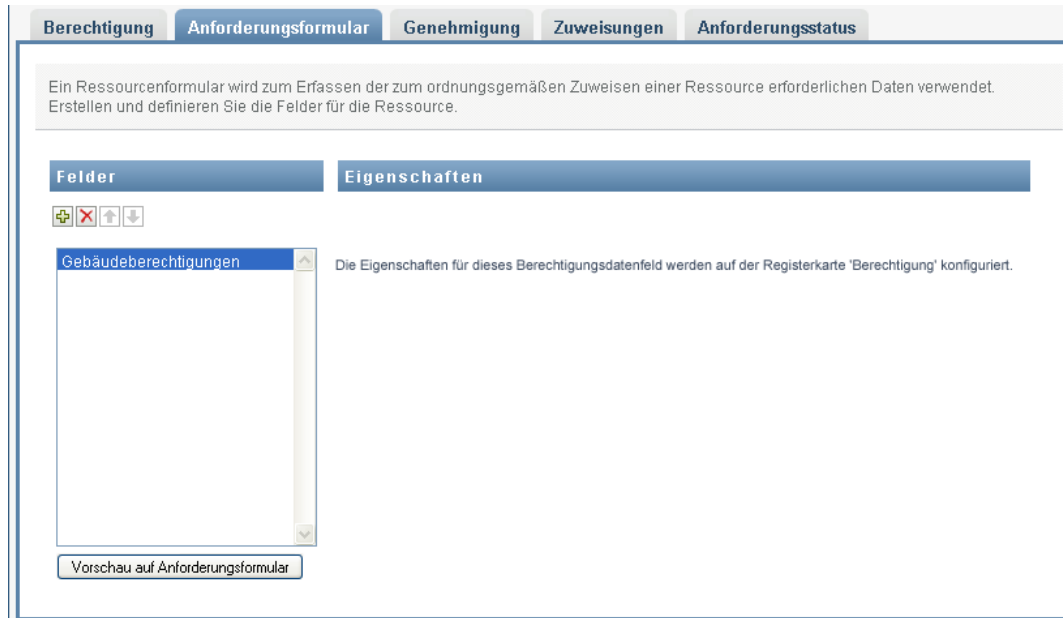 Berechtigung Anforderungsformular Genehmigung Zuweisungen Anforderungsstatus
Ein Ressourcenformular wird zum Erfassen der zum ordnungsgemäßen Zuweisen einer Ressource erforderlichen Daten verwendet.
Erstellen und definieren Sie die Felder für die Ressource.
Felder Eigenschaften
Gebäudeberechtigungen
Die Eigenschaften für dieses Berechtigungsdatenfeld werden auf der Registerkarte 'Berechtigung' konfiguriert.
Vorschau auf Anforderungsformular